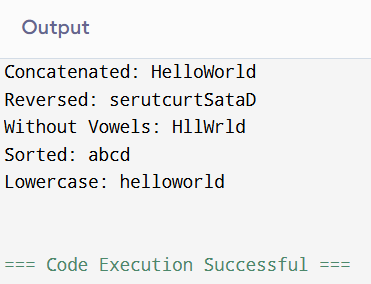 Output
Concatenated: HelloWorld
Reversed: serutcurtSataD
Without Vowels: HllWrld
Sorted: abcd
Lowercase: helloworld
=== Code Execution Successful ===